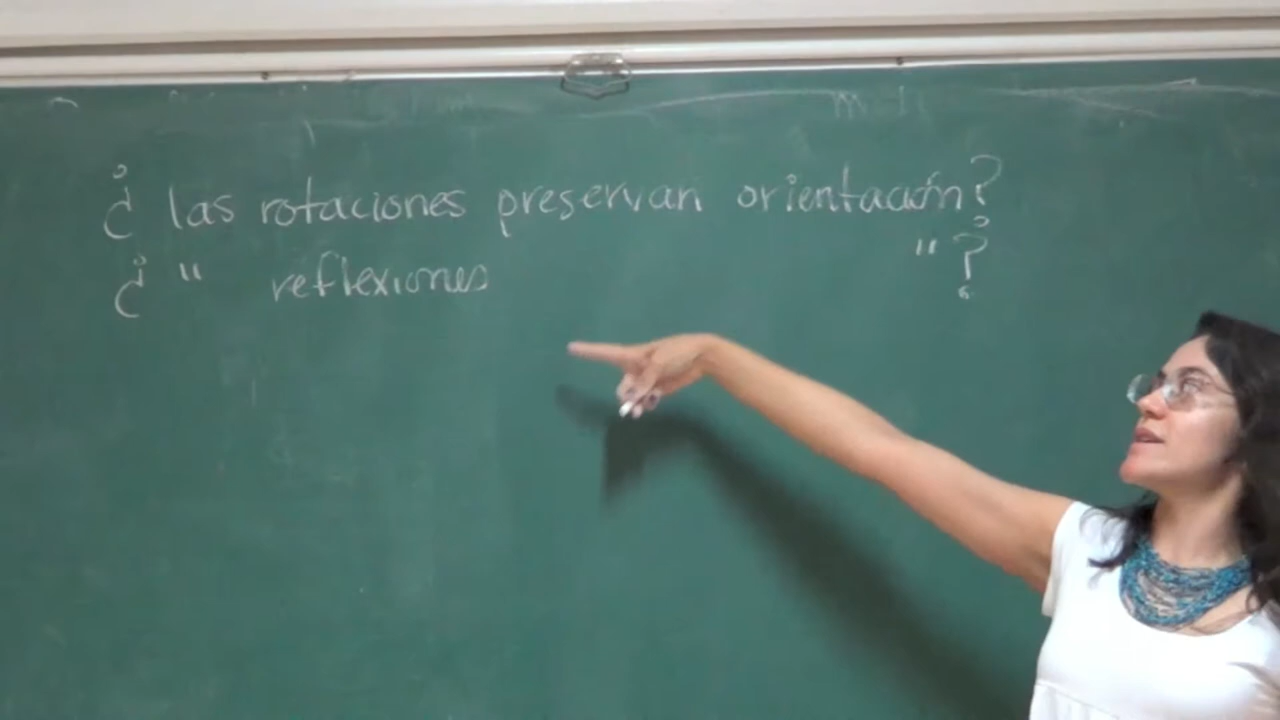 ¿ las rotaciones preservan orientación?
¿ " reflexiones " ?